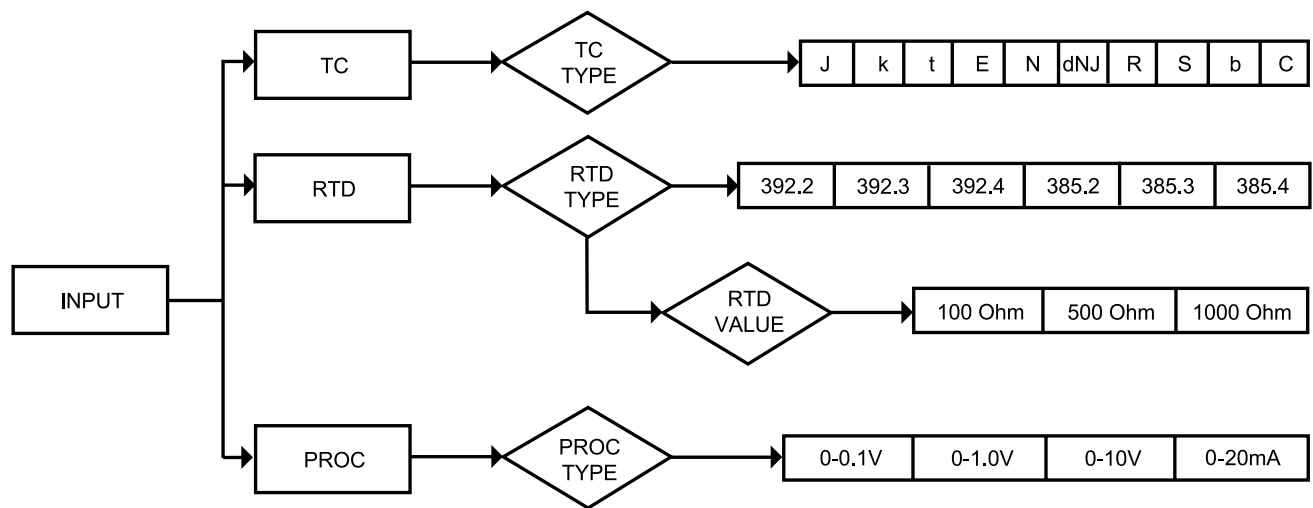 TC
TC
TYPE
J k t E N dNJ R S b C
RTD
RTD
TYPE
392.2 392.3 392.4 385.2 385.3 385.4
INPUT
RTD
VALUE
100 Ohm 500 Ohm 1000 Ohm
PROC
PROC
TYPE
0-0.1V 0-1.0V 0-10V 0-20mA